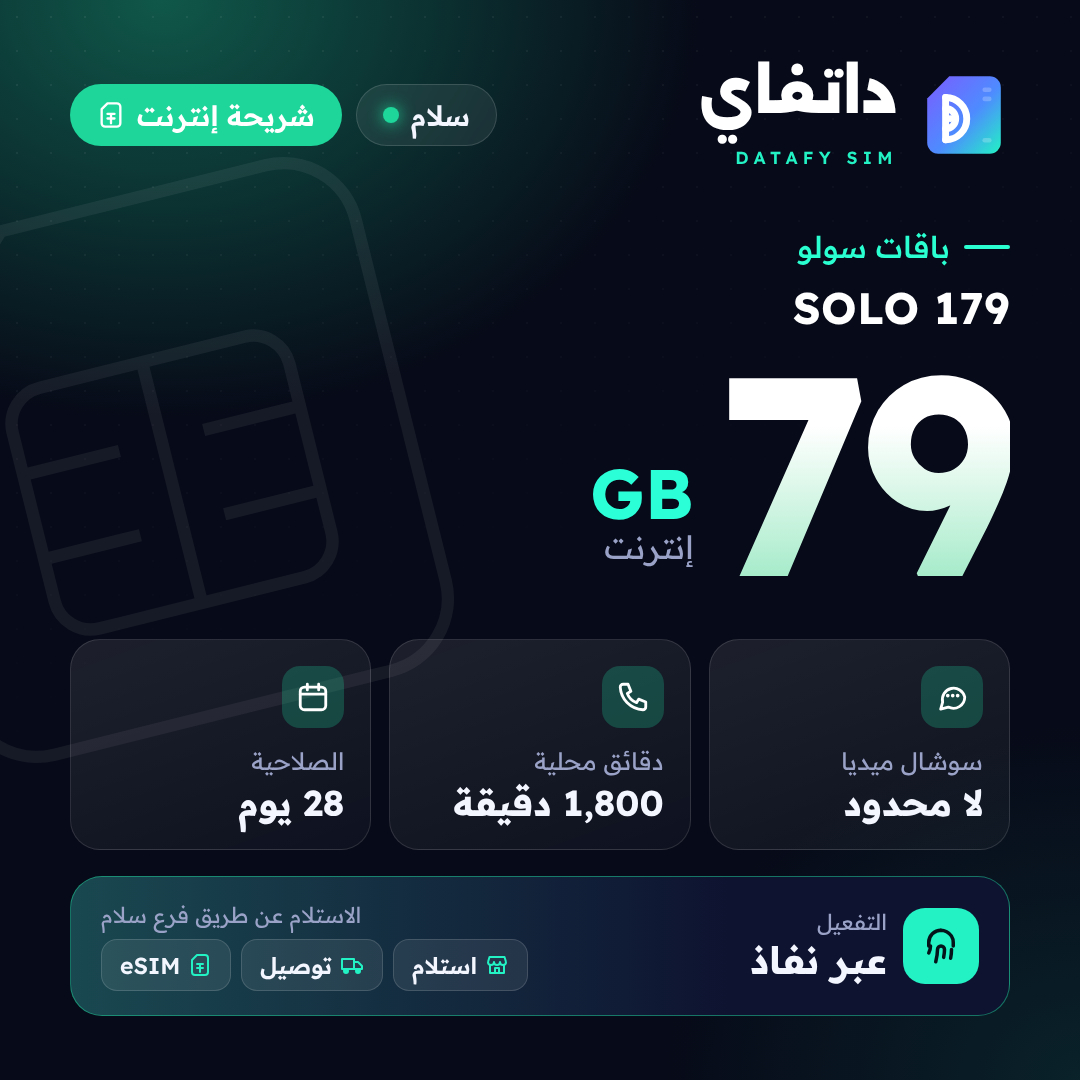 داتفاي
DATAFY SIM
سلام
شريحة إنترنت
باقات سولو
SOLO 179
79
GB
إنترنت
سوشال ميديا
لا محدود
دقائق محلية
1,800 دقيقة
الصلاحية
28 يوم
التفعيل
عبر نفاذ
الاستلام عن طريق فرع سلام
استلام
توصيل
eSIM